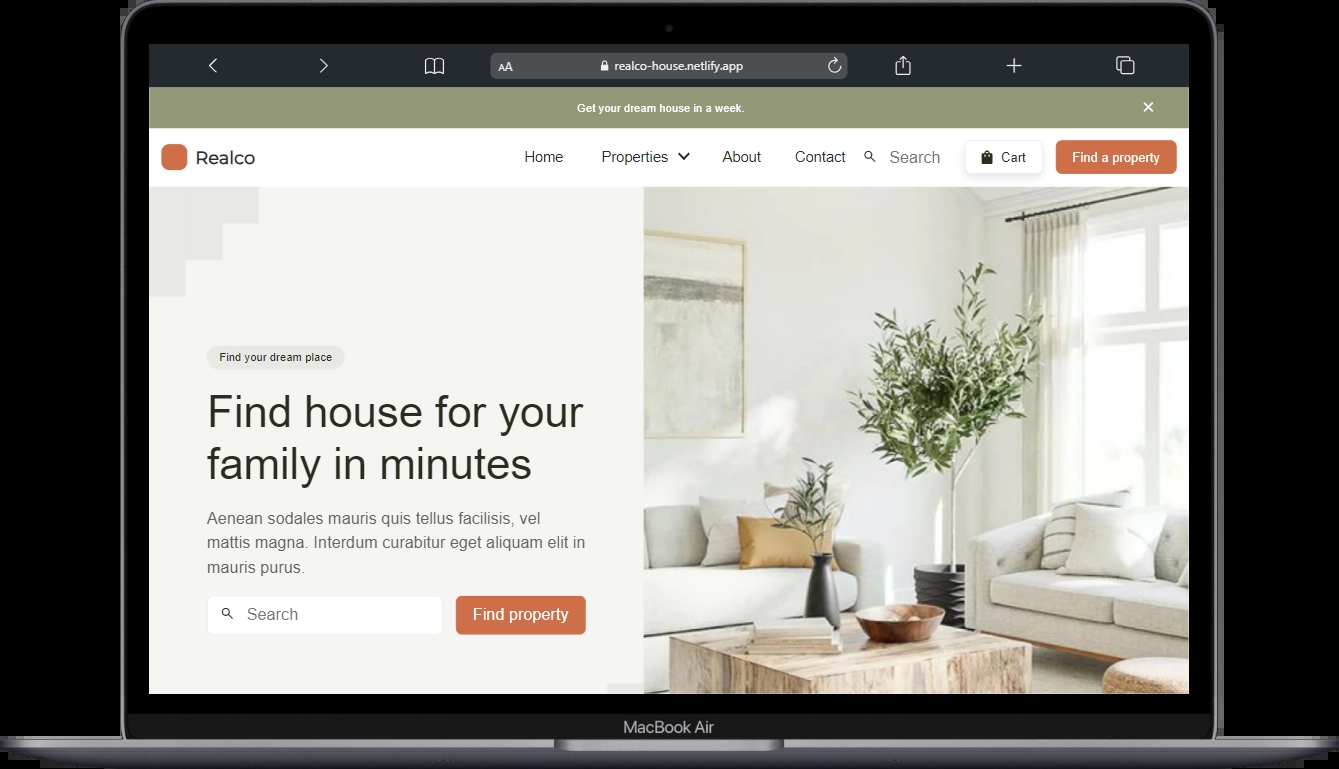 AA realco-house.netlify.app
Get your dream house in a week.
Realco Home Properties About Contact Search Cart Find a property
Find your dream place
Find house for your
family in minutes
Aenean sodales mauris quis tellus facilisis, vel
mattis magna. Interdum curabitur eget aliquam elit in
mauris purus.
Search Find property
MacBook Air